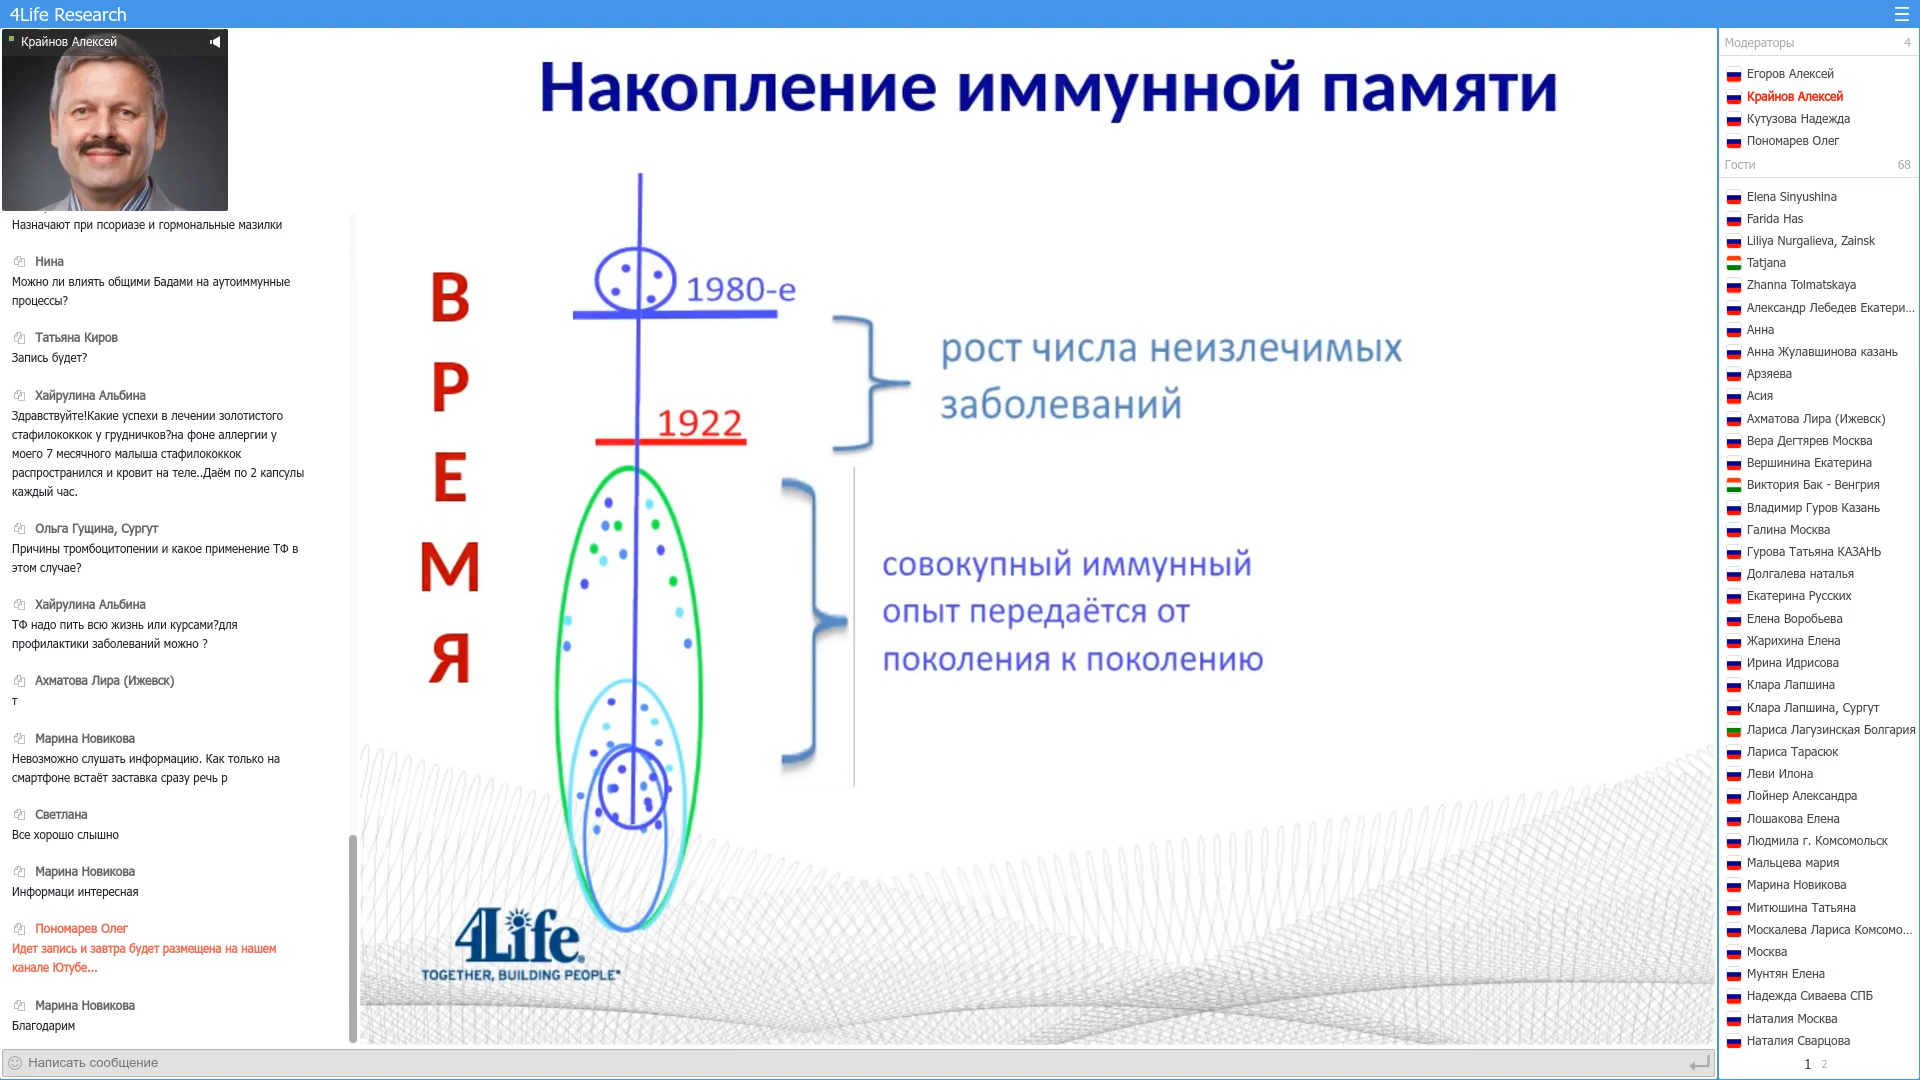 4Life Research
Крайнов Алексей
Назначают при псориазе и гормональные мазилки
Нина
Можно ли влиять общими Бадами на аутоиммунные
процессы?
Татьяна Киров
Запись будет?
Хайрулина Альбина
Здравствуйте!Какие успехи в лечении золотистого
стафилококкок у грудничков?на фоне аллергии у
моего 7 месячного малыша стафилококкок
распространился и кровит на теле..Даём по 2 капсулы
каждый час.
Ольга Гущина, Сургут
Причины тромбоцитопении и какое применение ТФ в
этом случае?
Хайрулина Альбина
ТФ надо пить всю жизнь или курсами?для
профилактики заболеваний можно ?
Ахматова Лира (Ижевск)
т
Марина Новикова
Невозможно слушать информацию. Как только на
смартфоне встаёт заставка сразу речь р
Светлана
Все хорошо слышно
Марина Новикова
Информаци интересная
Пономарев Олег
Идет запись и завтра будет размещена на нашем
канале Ютубе...
Марина Новикова
Благодарим
Написать сообщение
Накопление иммунной памяти
В
Р
Е
М
Я
1980-е
1922
рост числа неизлечимых
заболеваний
совокупный иммунный
опыт передаётся от
поколения к поколению
4Life
TOGETHER, BUILDING PEOPLE
Модераторы 4
Егоров Алексей
Крайнов Алексей
Кутузова Надежда
Пономарев Олег
Гости 68
Elena Sinyushina
Farida Has
Liliya Nurgalieva, Zainsk
Tatjana
Zhanna Tolmatskaya
Александр Лебедев Екатери...
Анна
Анна Жулавшинова казань
Арзяева
Асия
Ахматова Лира (Ижевск)
Вера Дегтярев Москва
Вершинина Екатерина
Виктория Бак - Венгрия
Владимир Гуров Казань
Галина Москва
Гурова Татьяна КАЗАНЬ
Долгалева наталья
Екатерина Русских
Елена Воробьева
Жарихина Елена
Ирина Идрисова
Клара Лапшина
Клара Лапшина, Сургут
Лариса Лагузинская Болгария
Лариса Тарасюк
Леви Илона
Лойнер Александра
Лошакова Елена
Людмила г. Комсомольск
Мальцева мария
Марина Новикова
Митюшина Татьяна
Москалева Лариса Комсомо...
Москва
Мунтян Елена
Надежда Сиваева СПБ
Наталия Москва
Наталия Сварцова
1 2